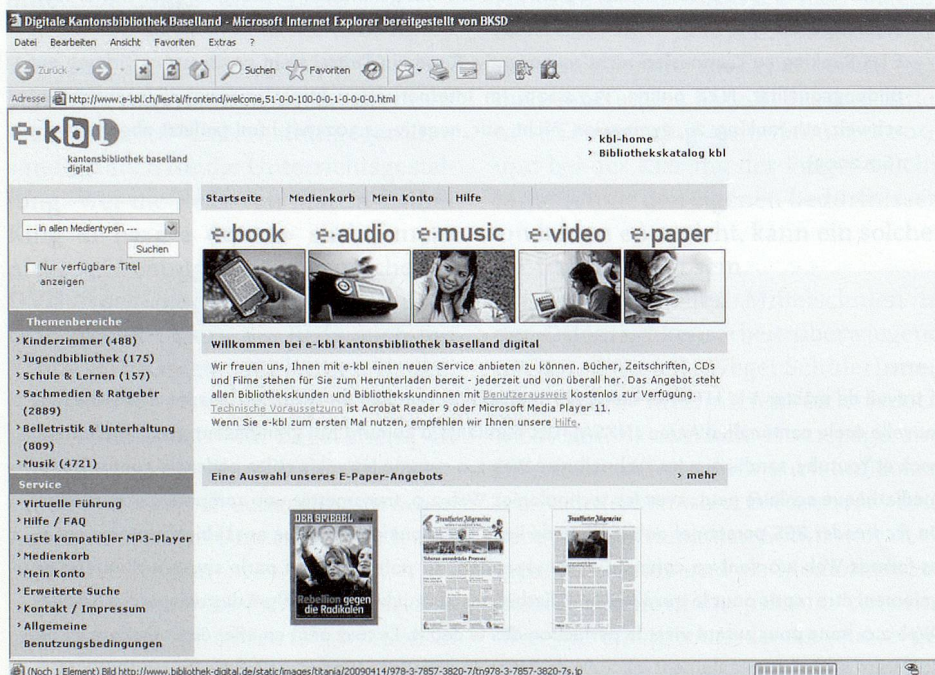 Digitale Kantonsbibliothek Baselland - Microsoft Internet Explorer bereitgestellt von BKSD
Datei Bearbeiten Ansicht Favoriten Extras ?
Zurück Suchen Favoriten
Adresse http://www.e-kbl.ch/liestal/frontend/welcome,51-0-0-100-0-0-1-0-0-0-0.html
e·kbl
kantonsbibliothek baselland
digital
› kbl-home
› Bibliothekskatalog kbl
Startseite Medienkorb Mein Konto Hilfe
--- in allen Medientypen ---
Suchen
Nur verfügbare Titel
anzeigen
Themenbereiche
› Kinderzimmer (488)
› Jugendbibliothek (175)
› Schule & Lernen (157)
› Sachmedien & Ratgeber
(2889)
› Belletristik & Unterhaltung
(809)
› Musik (4721)
Service
› Virtuelle Führung
› Hilfe / FAQ
› Liste kompatibler MP3-Player
› Medienkorb
› Mein Konto
› Erweiterte Suche
› Kontakt / Impressum
› Allgemeine
Benutzungsbedingungen
e·book e·audio e·music e·video e·paper
Willkommen bei e-kbl kantonsbibliothek baselland digital
Wir freuen uns, Ihnen mit e-kbl einen neuen Service anbieten zu können. Bücher, Zeitschriften, CDs
und Filme stehen für Sie zum Herunterladen bereit - jederzeit und von überall her. Das Angebot steht
allen Bibliothekskunden und Bibliothekskundinnen mit Benutzerausweis kostenlos zur Verfügung.
Technische Voraussetzung ist Acrobat Reader 9 oder Microsoft Media Player 11.
Wenn Sie e-kbl zum ersten Mal nutzen, empfehlen wir Ihnen unsere Hilfe.
Eine Auswahl unseres E-Paper-Angebots › mehr
DER SPIEGEL
Rebellion gegen
die Radikalen
Frankfurter Allgemeine
Frankfurter Allgemeine
(Noch 1 Element) Bild http://www.bibliothek-digital.de/static/images/titania/20090414/978-3-7857-3820-7/tn978-3-7857-3820-7s.jp